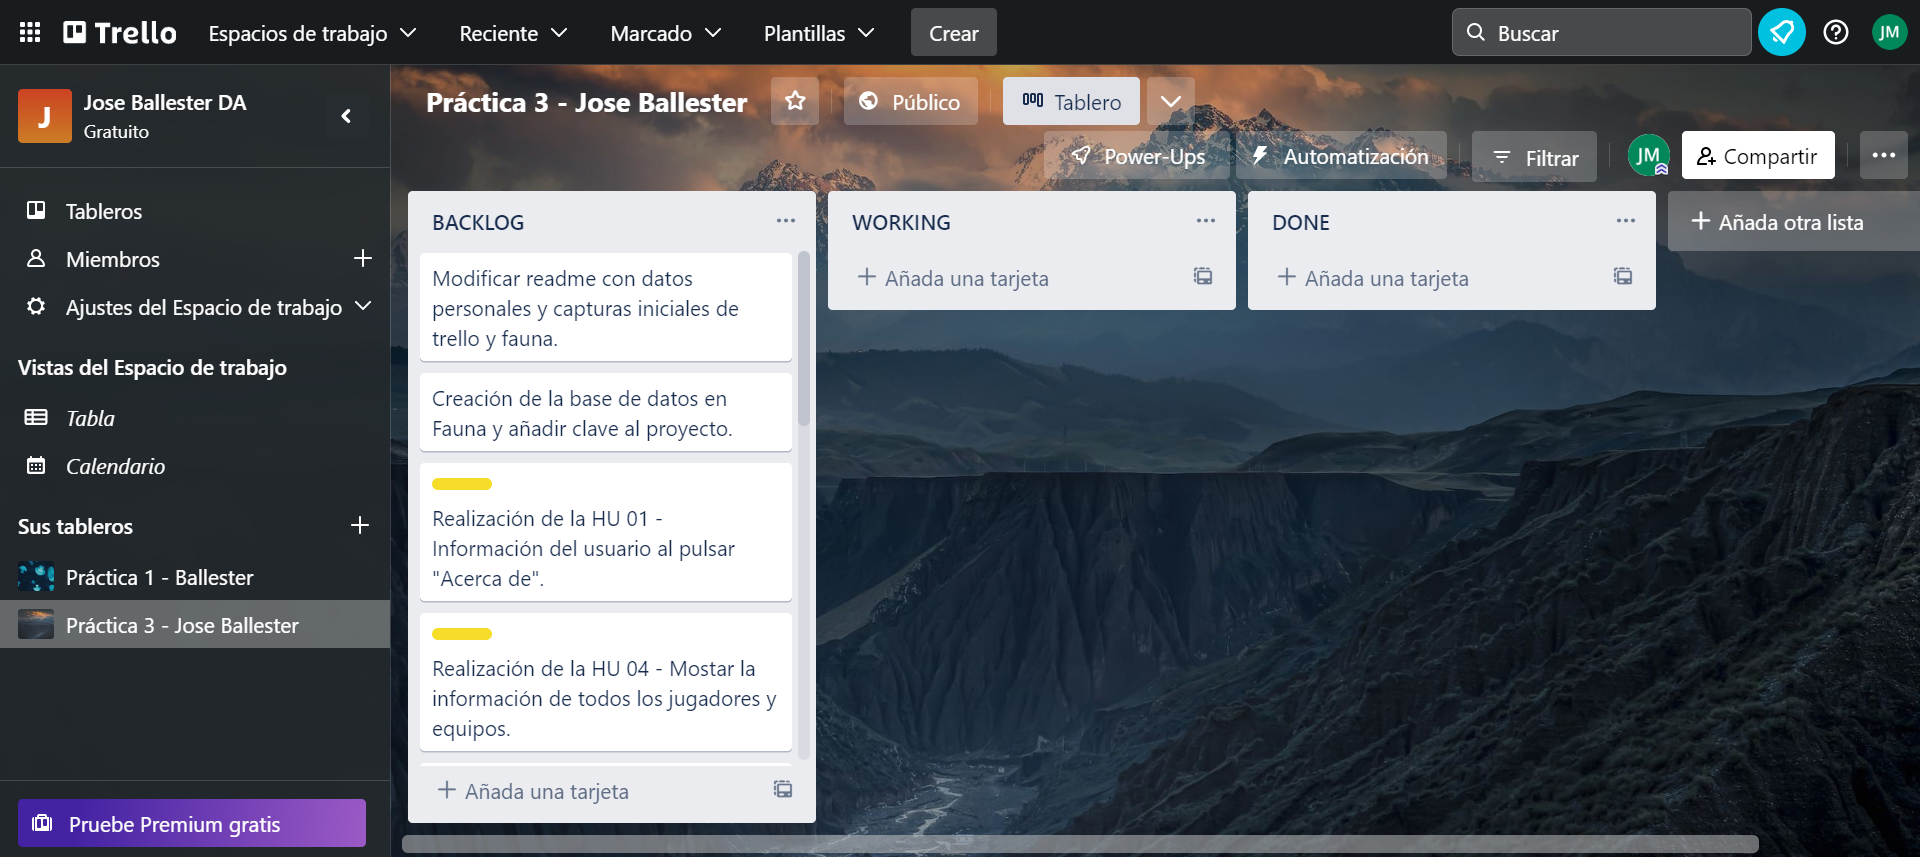 Trello
Espacios de trabajo
Reciente
Marcado
Plantillas
Crear
Buscar
JM
J
Jose Ballester DA
Gratuito
Práctica 3 - Jose Ballester
Público
Tablero
Power-Ups
Automatización
Filtrar
JM
Compartir
Tableros
Miembros
Ajustes del Espacio de trabajo
Vistas del Espacio de trabajo
Tabla
Calendario
Sus tableros
Práctica 1 - Ballester
Práctica 3 - Jose Ballester
Pruebe Premium gratis
BACKLOG
Modificar readme con datos
personales y capturas iniciales de
trello y fauna.
Creación de la base de datos en
Fauna y añadir clave al proyecto.
Realización de la HU 01 -
Información del usuario al pulsar
"Acerca de".
Realización de la HU 04 - Mostar la
información de todos los jugadores y
equipos.
Añada una tarjeta
WORKING
Añada una tarjeta
DONE
Añada una tarjeta
Añada otra lista